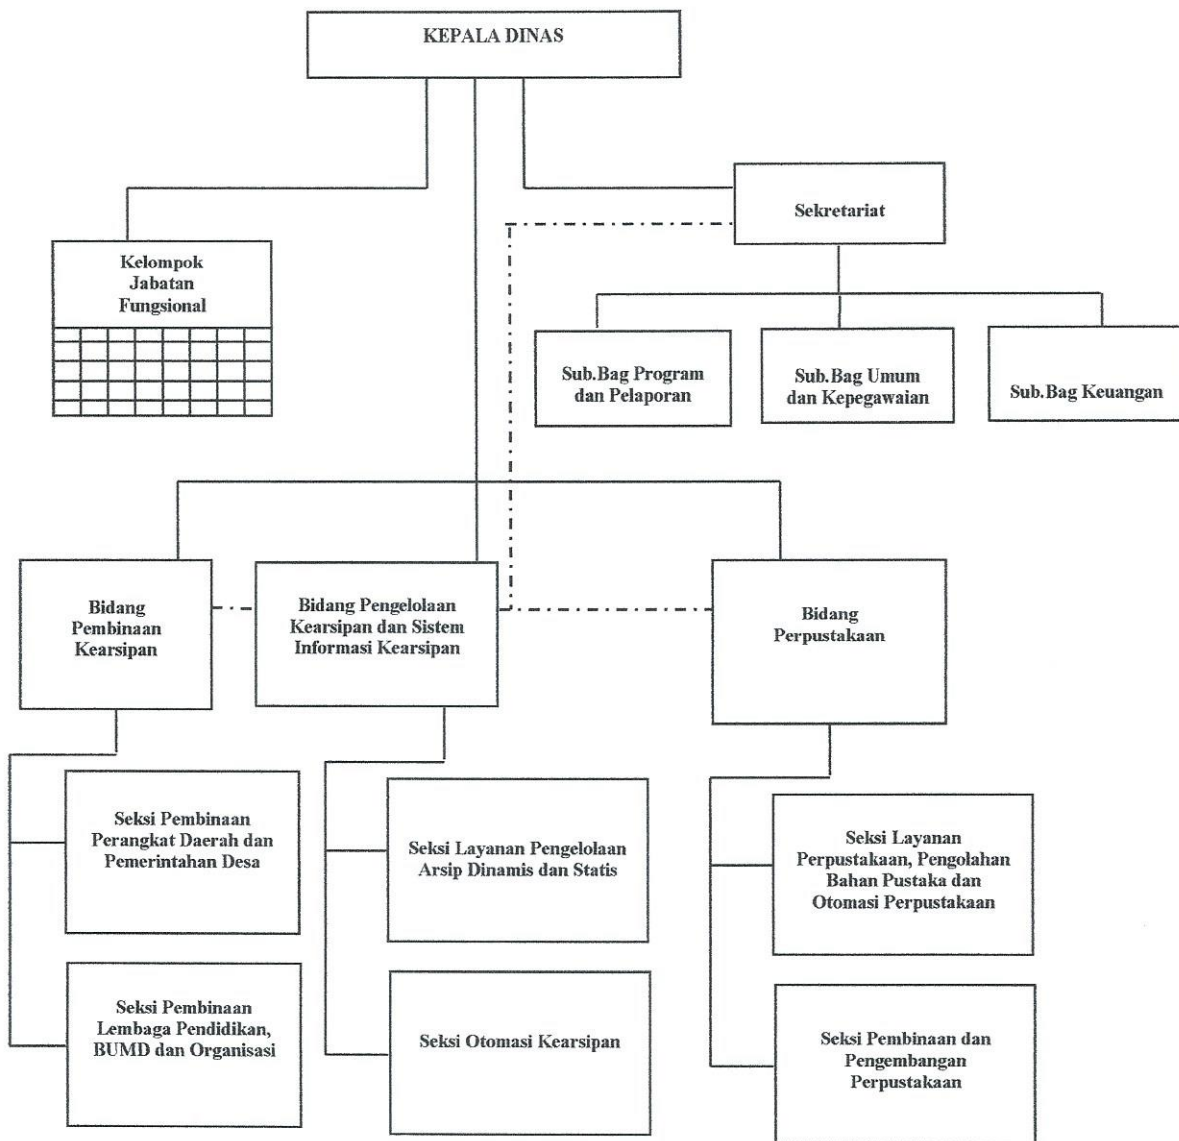 KEPALA DINAS
Sekretariat
Kelompok
Jabatan
Fungsional
Sub.Bag Program
dan Pelaporan
Sub.Bag Umum
dan Kepegawaian
Sub.Bag Keuangan
Bidang
Pembinaan
Kearsipan
Bidang Pengelolaan
Kearsipan dan Sistem
Informasi Kearsipan
Bidang
Perpustakaan
Seksi Pembinaan
Perangkat Daerah dan
Pemerintahan Desa
Seksi Layanan Pengelolaan
Arsip Dinamis dan Statis
Seksi Layanan
Perpustakaan, Pengolahan
Bahan Pustaka dan
Otomasi Perpustakaan
Seksi Pembinaan
Lembaga Pendidikan,
BUMD dan Organisasi
Seksi Otomasi Kearsipan
Seksi Pembinaan dan
Pengembangan
Perpustakaan